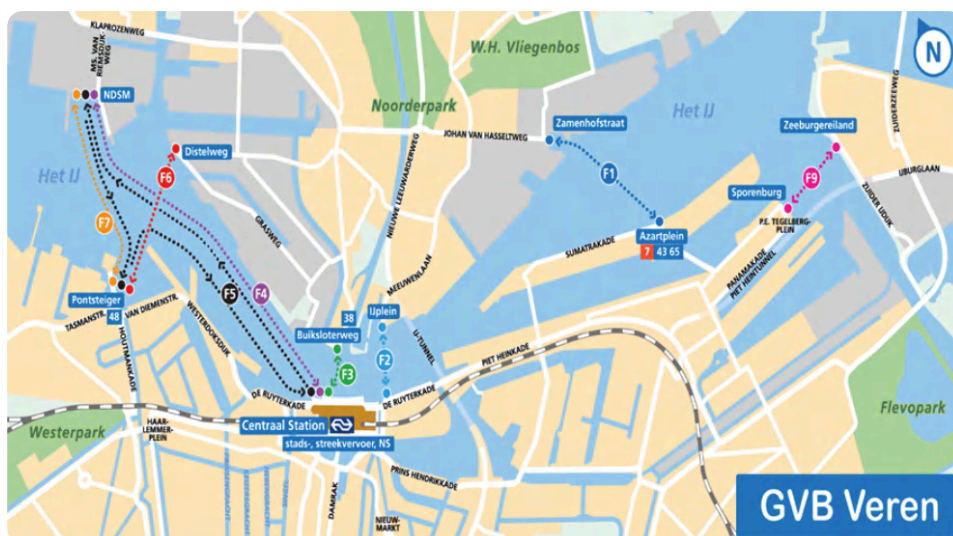 KLAPROZENWEG
MS. VAN
RIEMSDIJK-
WEG
NDSM
W.H. Vliegenbos
N
Noorderpark
Het IJ
ZUIDERZEEWEG
JOHAN VAN HASSELTWEG
Zamenhofstraat
Zeeburgereiland
Distelweg
F6
Het IJ
F1
F9
IJBURGLAAN
NIEUWE LEEUWARDERWEG
Sporenburg
ZUIDER IJDIJK
F7
GRASWEG
Azartplein
7 43 65
P.E. TEGELBERG-
PLEIN
SUMATRAKADE
PANAMAKADE
PIET HEINTUNNEL
MEEUWENLAAN
F5
F4
Pontsteiger
48
TASMANSTR.
VAN DIEMENSTR.
WESTERDOKSDIJK
HOUTMANKADE
38
IJplein
Buiksloterweg
IJ-TUNNEL
F3
F2
PIET HEINKADE
DE RUYTERKADE
DE RUYTERKADE
Westerpark
HAAR-
LEMMER-
PLEIN
Centraal Station
stads-, streekvervoer, NS
Flevopark
PRINS HENDRIKKADE
DAMRAK
NIEUW-
MARKT
GVB Veren